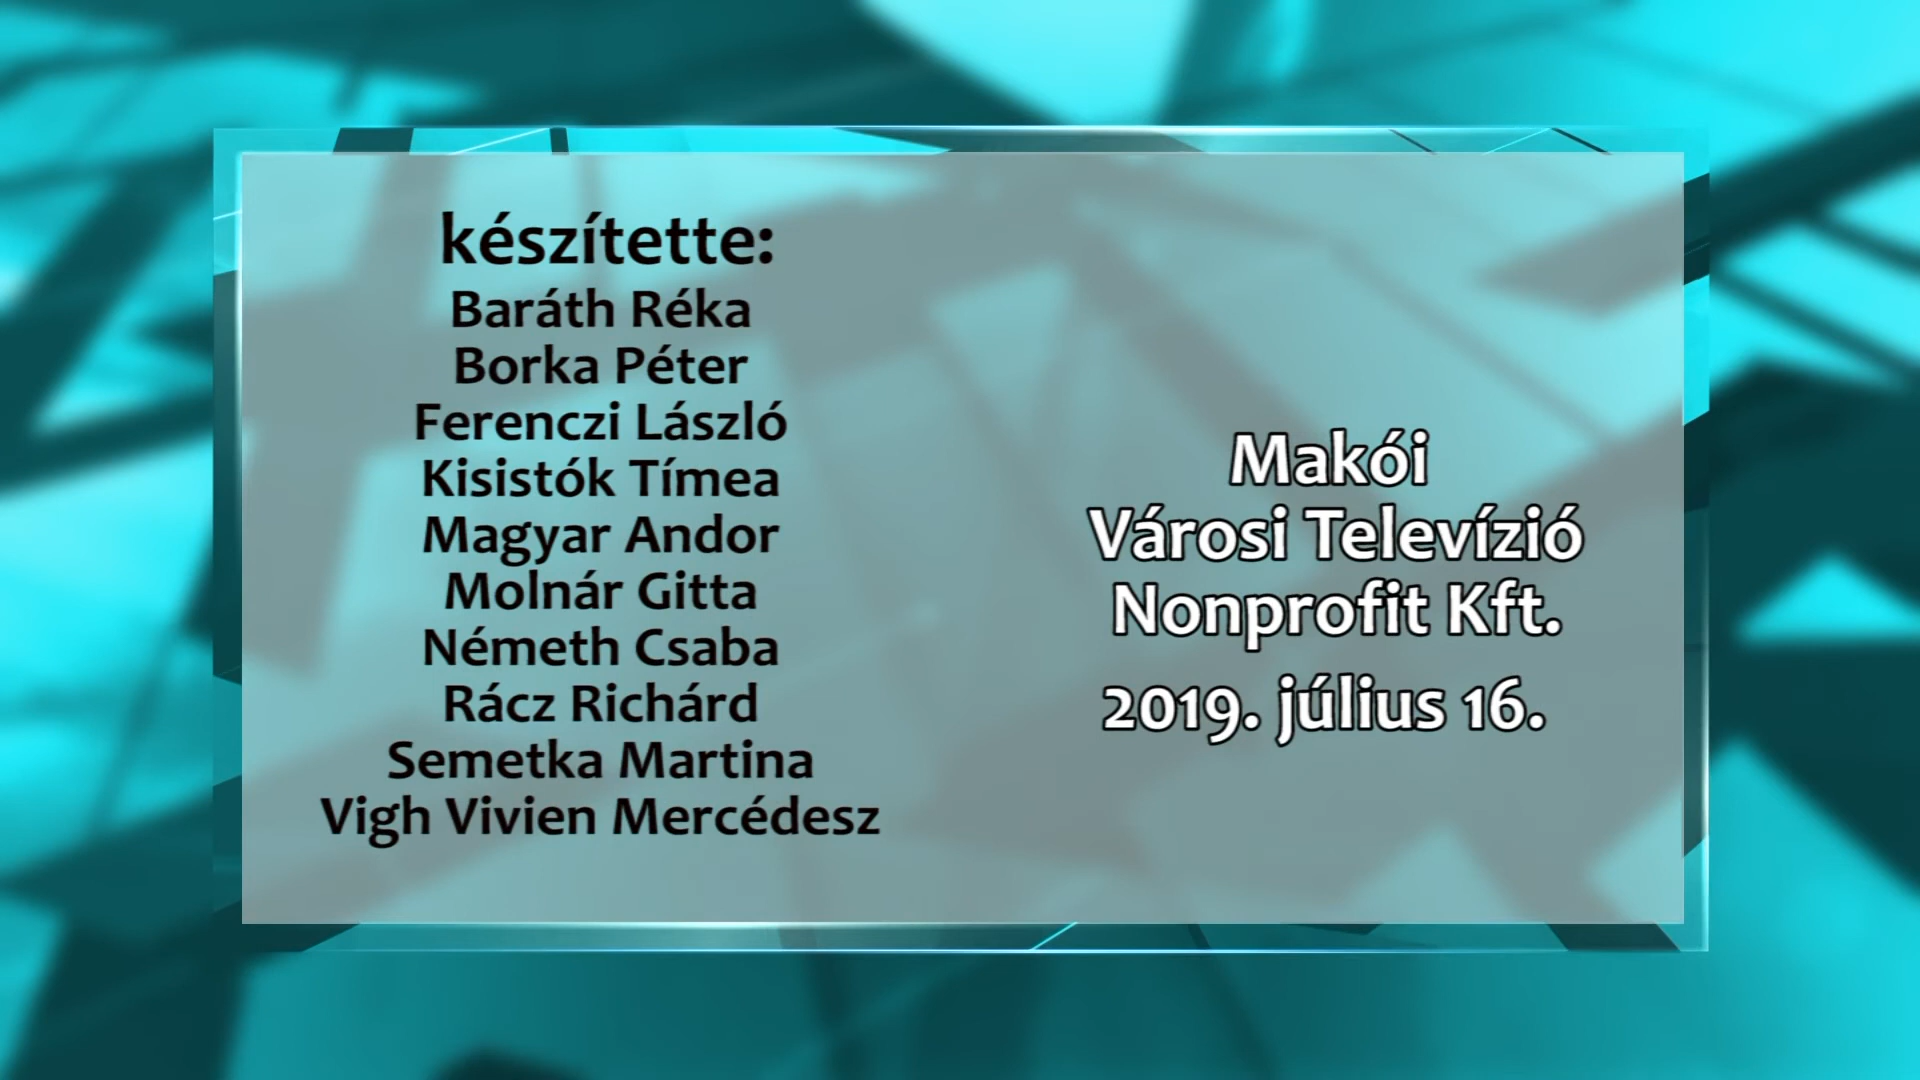 készítette:
Baráth Réka
Borka Péter
Ferenczi László
Kisistók Tímea
Magyar Andor
Molnár Gitta
Németh Csaba
Rácz Richárd
Semetka Martina
Vigh Vivien Mercédesz
Makói
Városi Televízió
Nonprofit Kft.
2019. július 16.